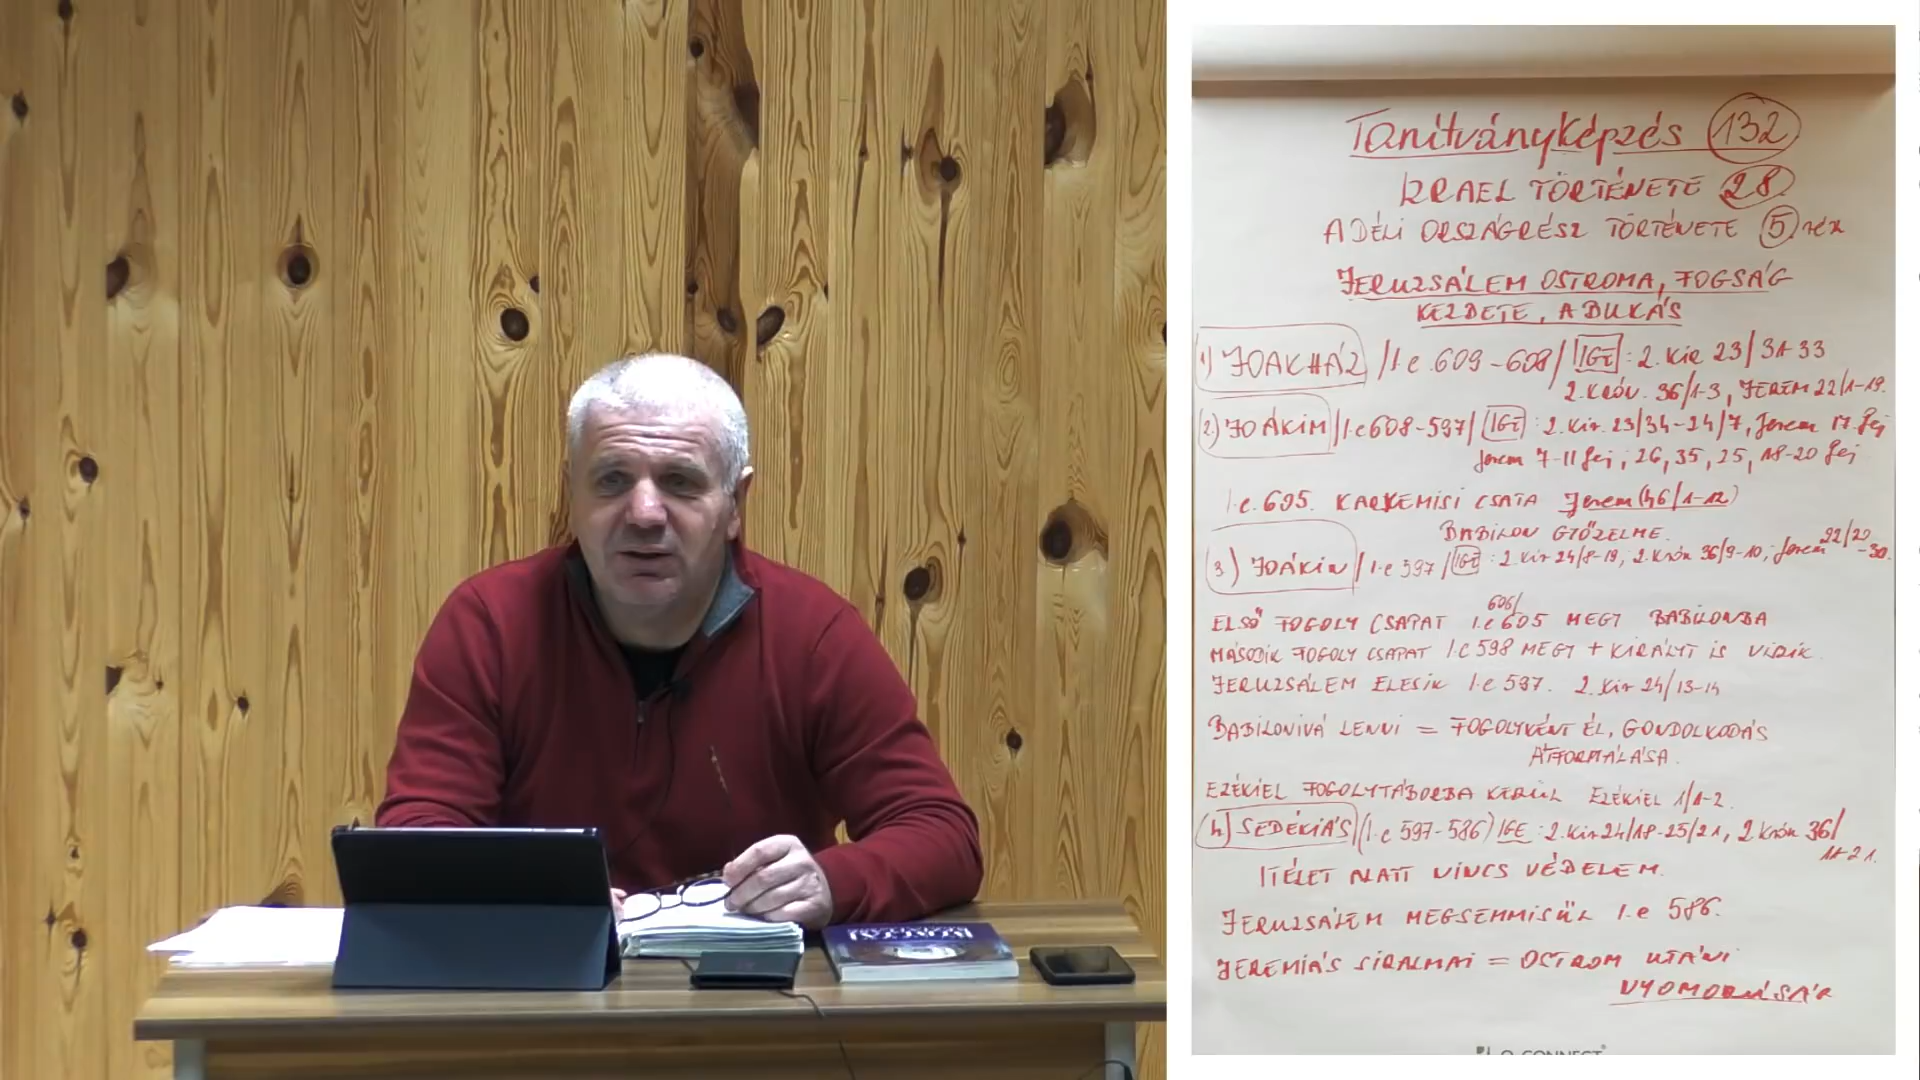 Tanítványképzés 132
IZRAEL TÖRTÉNETE 28
A DÉLI ORSZÁGRÉSZ TÖRTÉNETE 5 rész
JERUZSÁLEM OSTROMA, FOGSÁG
KEZDETE, A BUKÁS
1) JOAKHÁZ /I.e. 609-608/ IGE: 2. Kir 23/31-33
2. Krón. 36/1-3, JEREM 22/1-19.
2.) JOÁKIM /I.e 608-597/ IGE: 2. Kir. 23/34-24/7, Jerem 17. fej
Jerem 7-11 fej, 26, 35, 25, 18-20 fej
I.e. 605. KARKEMISI CSATA Jerem (46/1-12)
BABILON GYŐZELME.
3.) JOÁKIN /I.e 597/ IGE: 2. Kir 24/8-19, 2. Krón 36/9-10, Jerem 22/20-30.
606/
ELSŐ FOGOLY CSAPAT I.e 605 MEGY BABILONBA
MÁSODIK FOGOLY CSAPAT I.e 598 MEGY + KIRÁLYT IS VISZIK.
JERUZSÁLEM ELESIK I.e 597. 2. Kir 24/13-14
BABILONIVÁ LENNI = FOGOLYKÉNT ÉL, GONDOLKODÁS
ÁTFORMÁLÁSA.
EZÉKIEL FOGOLYTÁBORBA KERÜL EZÉKIEL 1/1-2.
4.) SEDÉKIÁS (I.e 597-586) IGE: 2. Kir 24/18-25/21, 2 Krón 36/
11-21.
ITÉLET ALATT NINCS VÉDELEM.
JERUZSÁLEM MEGSEMMISÜL I.e 586.
JEREMIÁS SIRALMAI = OSTROM UTÁNI
NYOMORÚSÁG